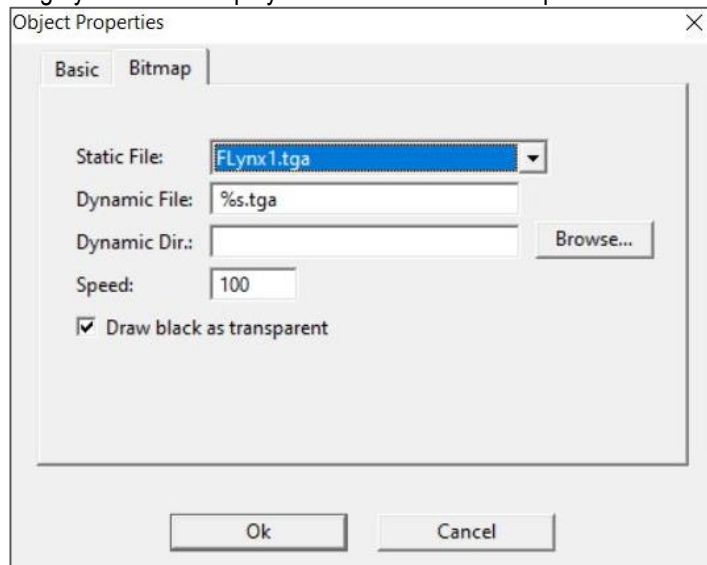 Object Properties
Basic Bitmap
Static File: FLynx1.tga
Dynamic File: %s.tga
Dynamic Dir.: Browse...
Speed: 100
Draw black as transparent
Ok Cancel